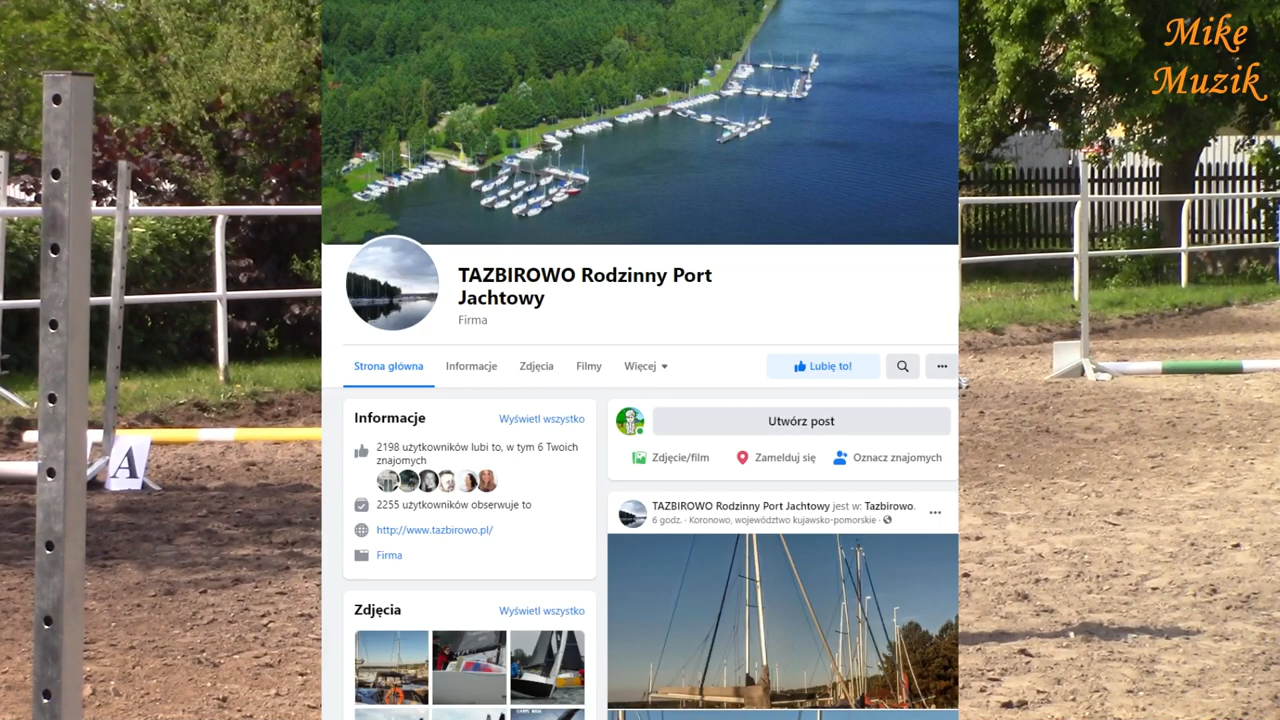 Mike
Muzik
A
TAZBIROWO Rodzinny Port
Jachtowy
Firma
Strona główna Informacje Zdjęcia Filmy Więcej
Lubię to!
Informacje Wyświetl wszystko
2198 użytkowników lubi to, w tym 6 Twoich
znajomych
2255 użytkowników obserwuje to
http://www.tazbirowo.pl/
Firma
Zdjęcia Wyświetl wszystko
Utwórz post
Zdjęcie/film Zamelduj się Oznacz znajomych
TAZBIROWO Rodzinny Port Jachtowy jest w: Tazbirowo.
6 godz. · Koronowo, województwo kujawsko-pomorskie ·